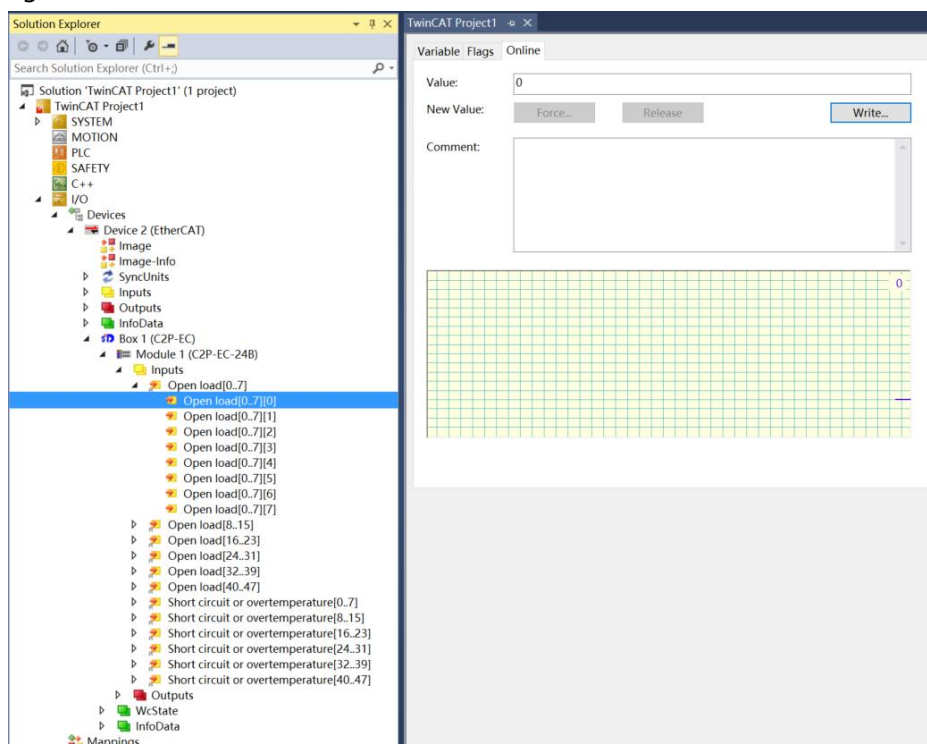 Solution Explorer
Search Solution Explorer (Ctrl+;)
Solution 'TwinCAT Project1' (1 project)
TwinCAT Project1
SYSTEM
MOTION
PLC
SAFETY
C++
I/O
Devices
Device 2 (EtherCAT)
Image
Image-Info
SyncUnits
Inputs
Outputs
InfoData
Box 1 (C2P-EC)
Module 1 (C2P-EC-24B)
Inputs
Open load[0..7]
Open load[0..7][0]
Open load[0..7][1]
Open load[0..7][2]
Open load[0..7][3]
Open load[0..7][4]
Open load[0..7][5]
Open load[0..7][6]
Open load[0..7][7]
Open load[8..15]
Open load[16..23]
Open load[24..31]
Open load[32..39]
Open load[40..47]
Short circuit or overtemperature[0..7]
Short circuit or overtemperature[8..15]
Short circuit or overtemperature[16..23]
Short circuit or overtemperature[24..31]
Short circuit or overtemperature[32..39]
Short circuit or overtemperature[40..47]
Outputs
WcState
InfoData
Mappings
TwinCAT Project1
Variable Flags Online
Value: 0
New Value: Force... Release Write...
Comment:
0